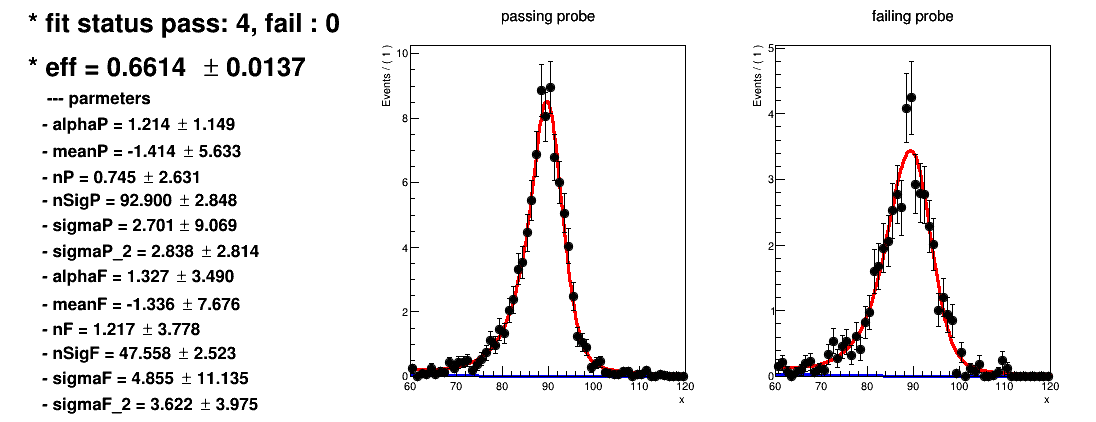 * fit status pass: 4, fail : 0
* eff = 0.6614 ± 0.0137
--- parmeters
- alphaP = 1.214 ± 1.149
- meanP = -1.414 ± 5.633
- nP = 0.745 ± 2.631
- nSigP = 92.900 ± 2.848
- sigmaP = 2.701 ± 9.069
- sigmaP_2 = 2.838 ± 2.814
- alphaF = 1.327 ± 3.490
- meanF = -1.336 ± 7.676
- nF = 1.217 ± 3.778
- nSigF = 47.558 ± 2.523
- sigmaF = 4.855 ± 11.135
- sigmaF_2 = 3.622 ± 3.975
passing probe
Events / ( 1 )
10
8
6
4
2
0
60 70 80 90 100 110 120
x
failing probe
Events / ( 1 )
5
4
3
2
1
0
60 70 80 90 100 110 120
x